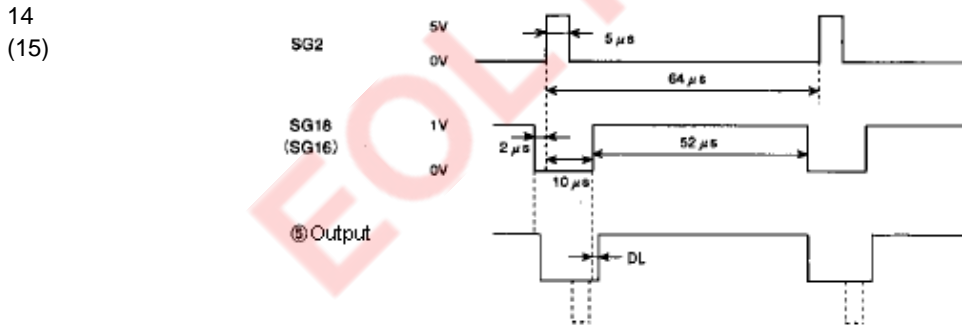 14
(15)
SG2
5V
0V
5 μs
64 μs
SG18
(SG16)
1V
0V
2 μs
10 μs
52 μs
⑤ Output
DL
EOL